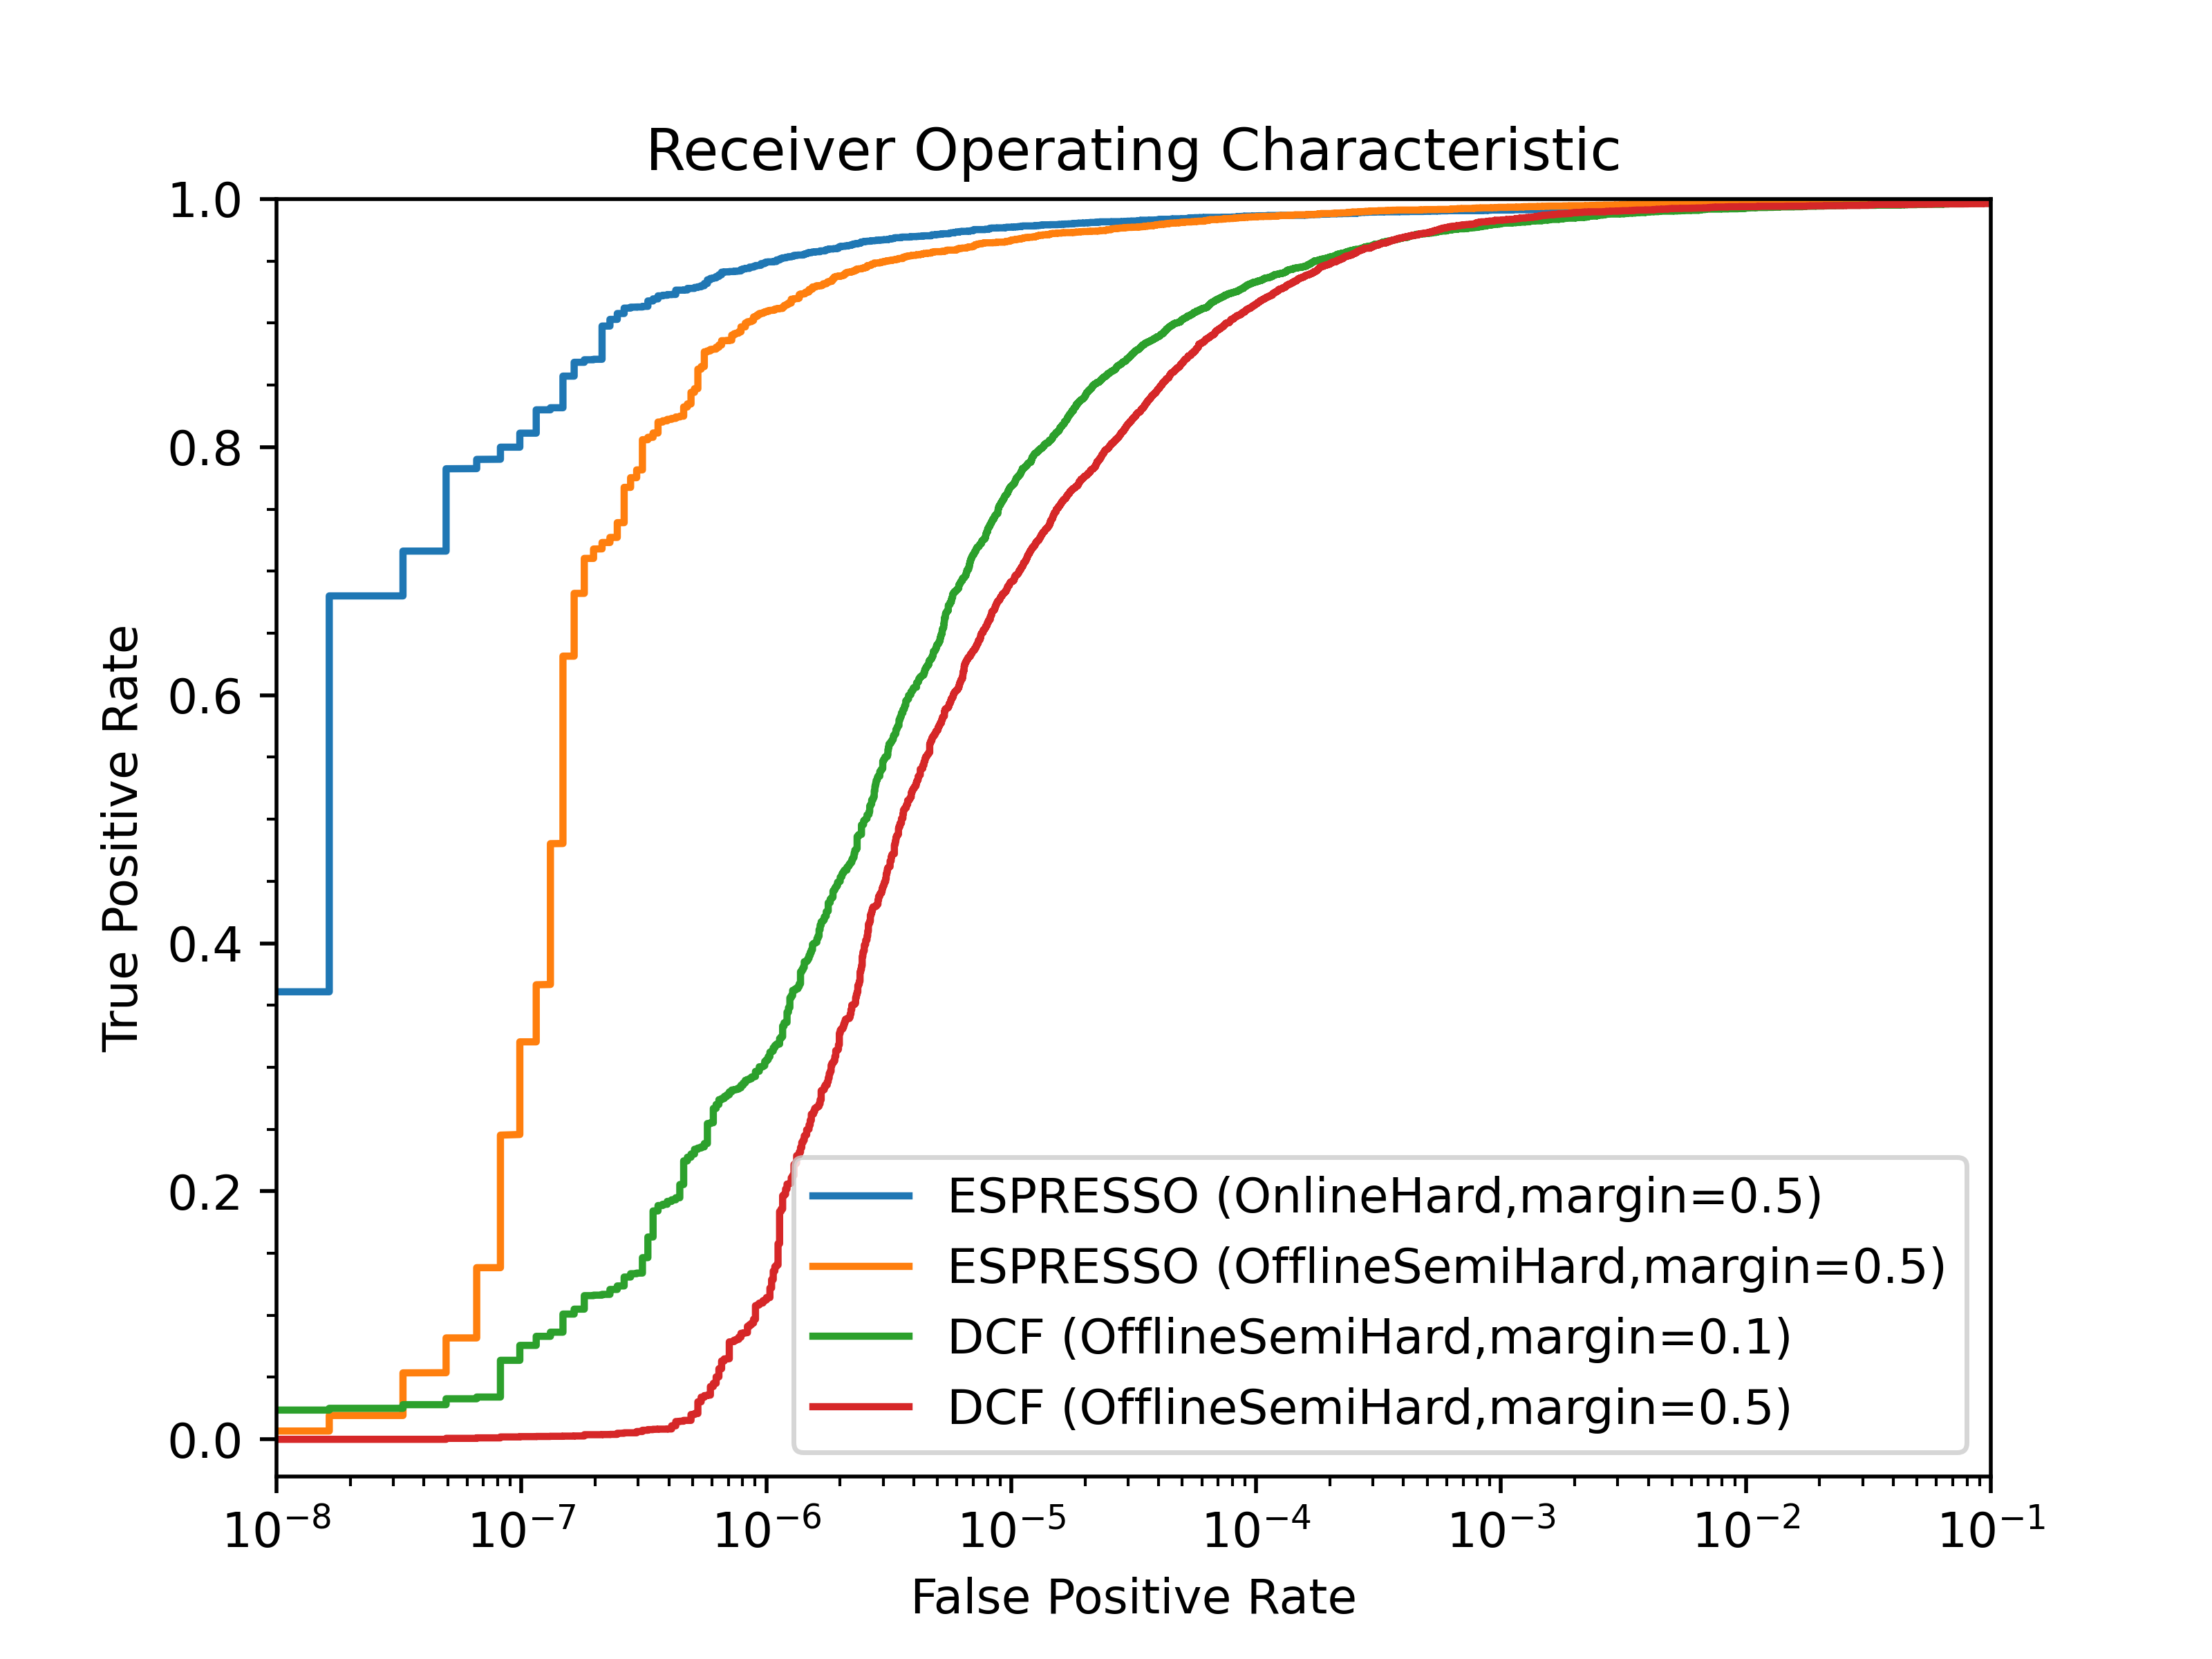 Receiver Operating Characteristic
1.0
0.8
0.6
0.4
0.2
0.0
True Positive Rate
10⁻⁸ 10⁻⁷ 10⁻⁶ 10⁻⁵ 10⁻⁴ 10⁻³ 10⁻² 10⁻¹
False Positive Rate
ESPRESSO (OnlineHard,margin=0.5)
ESPRESSO (OfflineSemiHard,margin=0.5)
DCF (OfflineSemiHard,margin=0.1)
DCF (OfflineSemiHard,margin=0.5)